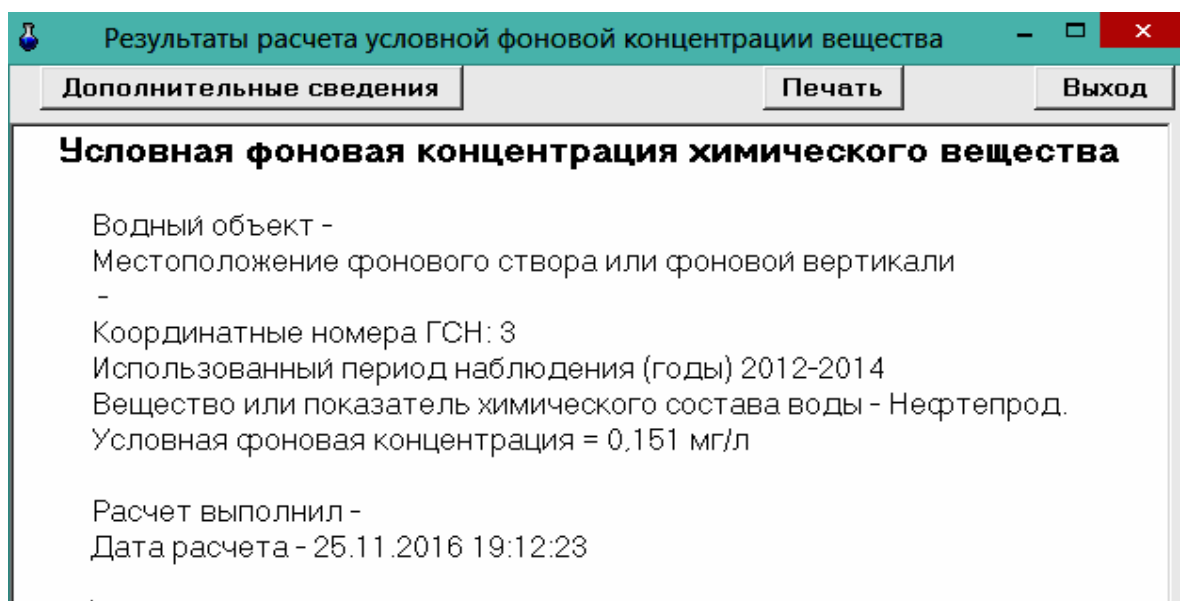 Результаты расчета условной фоновой концентрации вещества
Дополнительные сведения Печать Выход
Условная фоновая концентрация химического вещества
Водный объект -
Местоположение фонового створа или фоновой вертикали
-
Координатные номера ГСН: 3
Использованный период наблюдения (годы) 2012-2014
Вещество или показатель химического состава воды - Нефтепрод.
Условная фоновая концентрация = 0,151 мг/л
Расчет выполнил -
Дата расчета - 25.11.2016 19:12:23